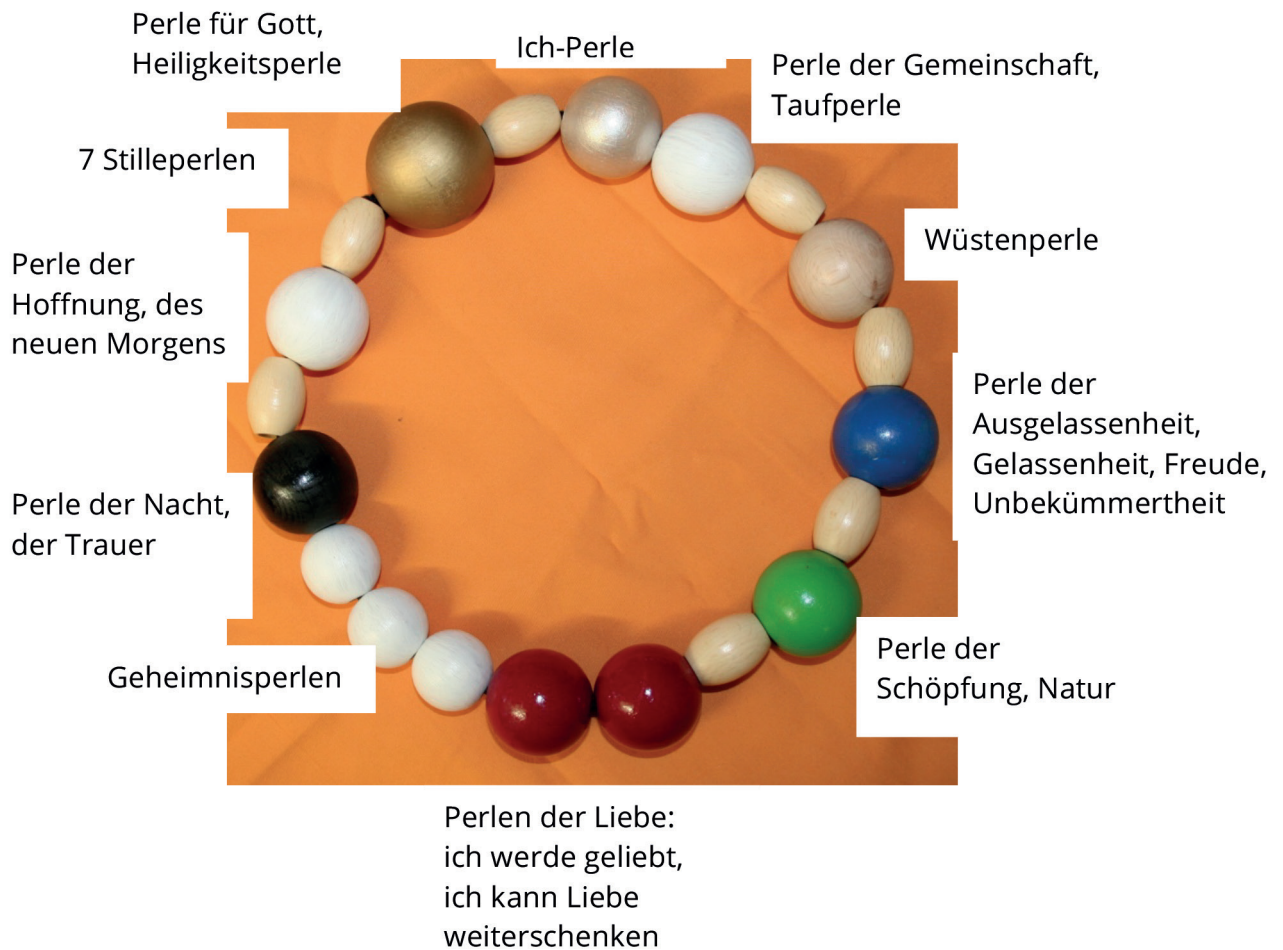 Perle für Gott,
Heiligkeitsperle
Ich-Perle
Perle der Gemeinschaft,
Taufperle
7 Stilleperlen
Wüstenperle
Perle der
Hoffnung, des
neuen Morgens
Perle der
Ausgelassenheit,
Gelassenheit, Freude,
Unbekümmertheit
Perle der Nacht,
der Trauer
Geheimnisperlen
Perle der
Schöpfung, Natur
Perlen der Liebe:
ich werde geliebt,
ich kann Liebe
weiterschenken